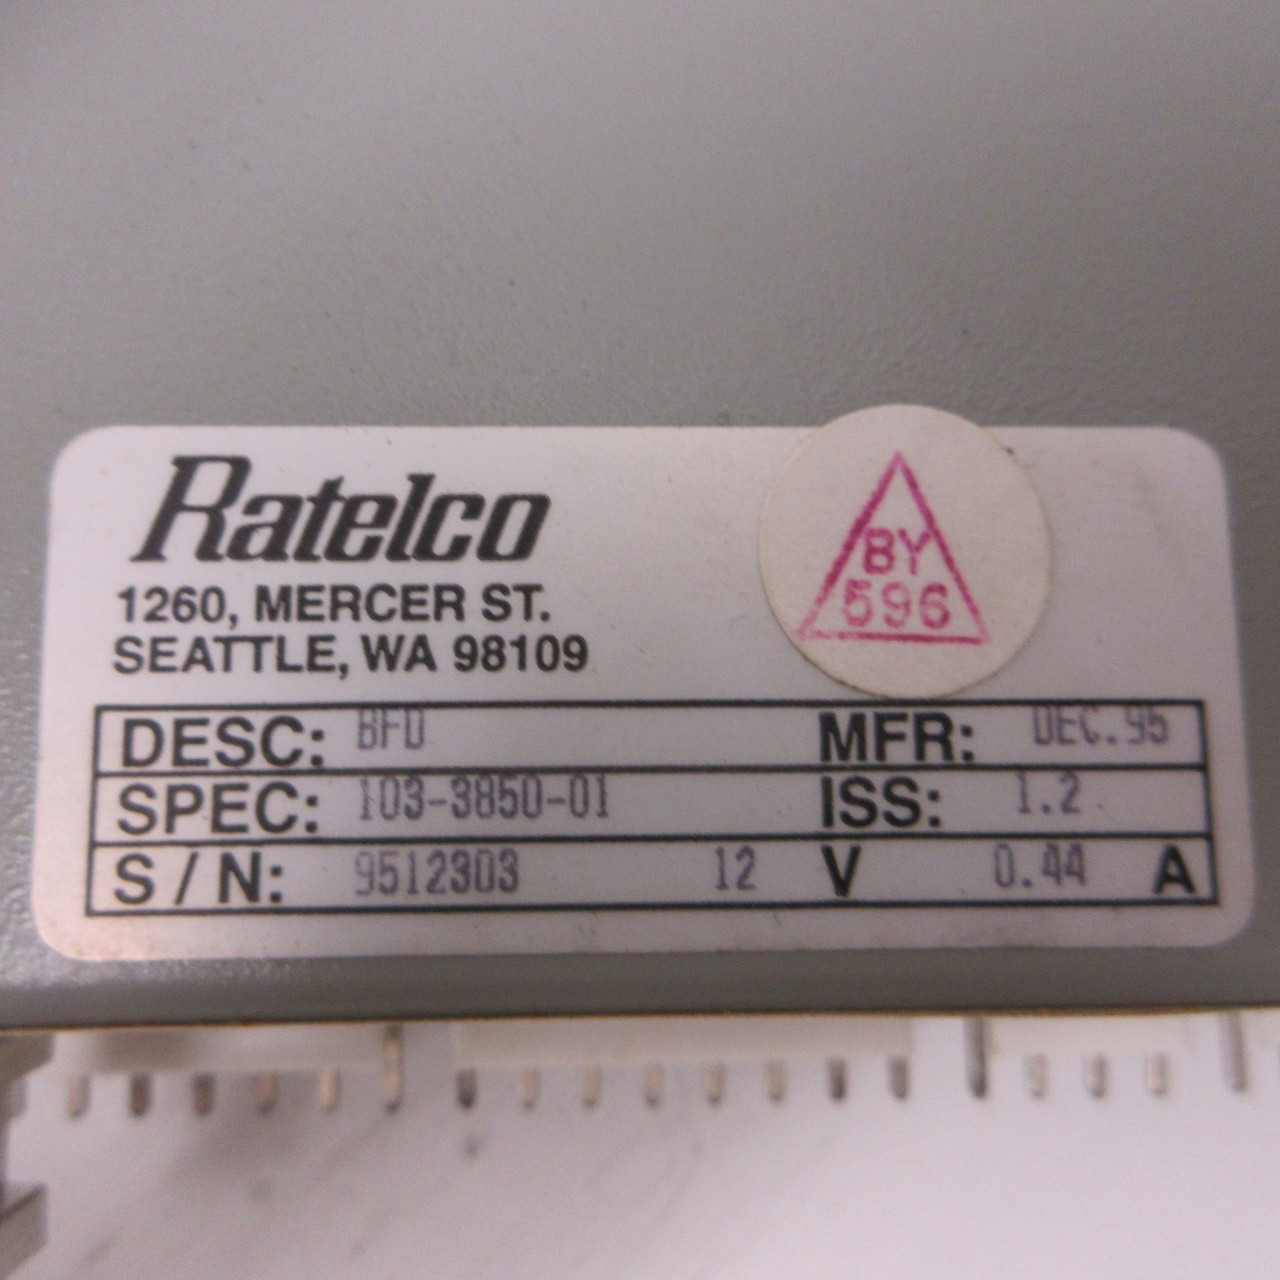 Ratelco
1260, MERCER ST.
SEATTLE, WA 98109
BY
596
DESC: BFD MFR: DEC.95
SPEC: 103-3850-01 ISS: 1.2
S / N: 9512303 12 V 0.44 A